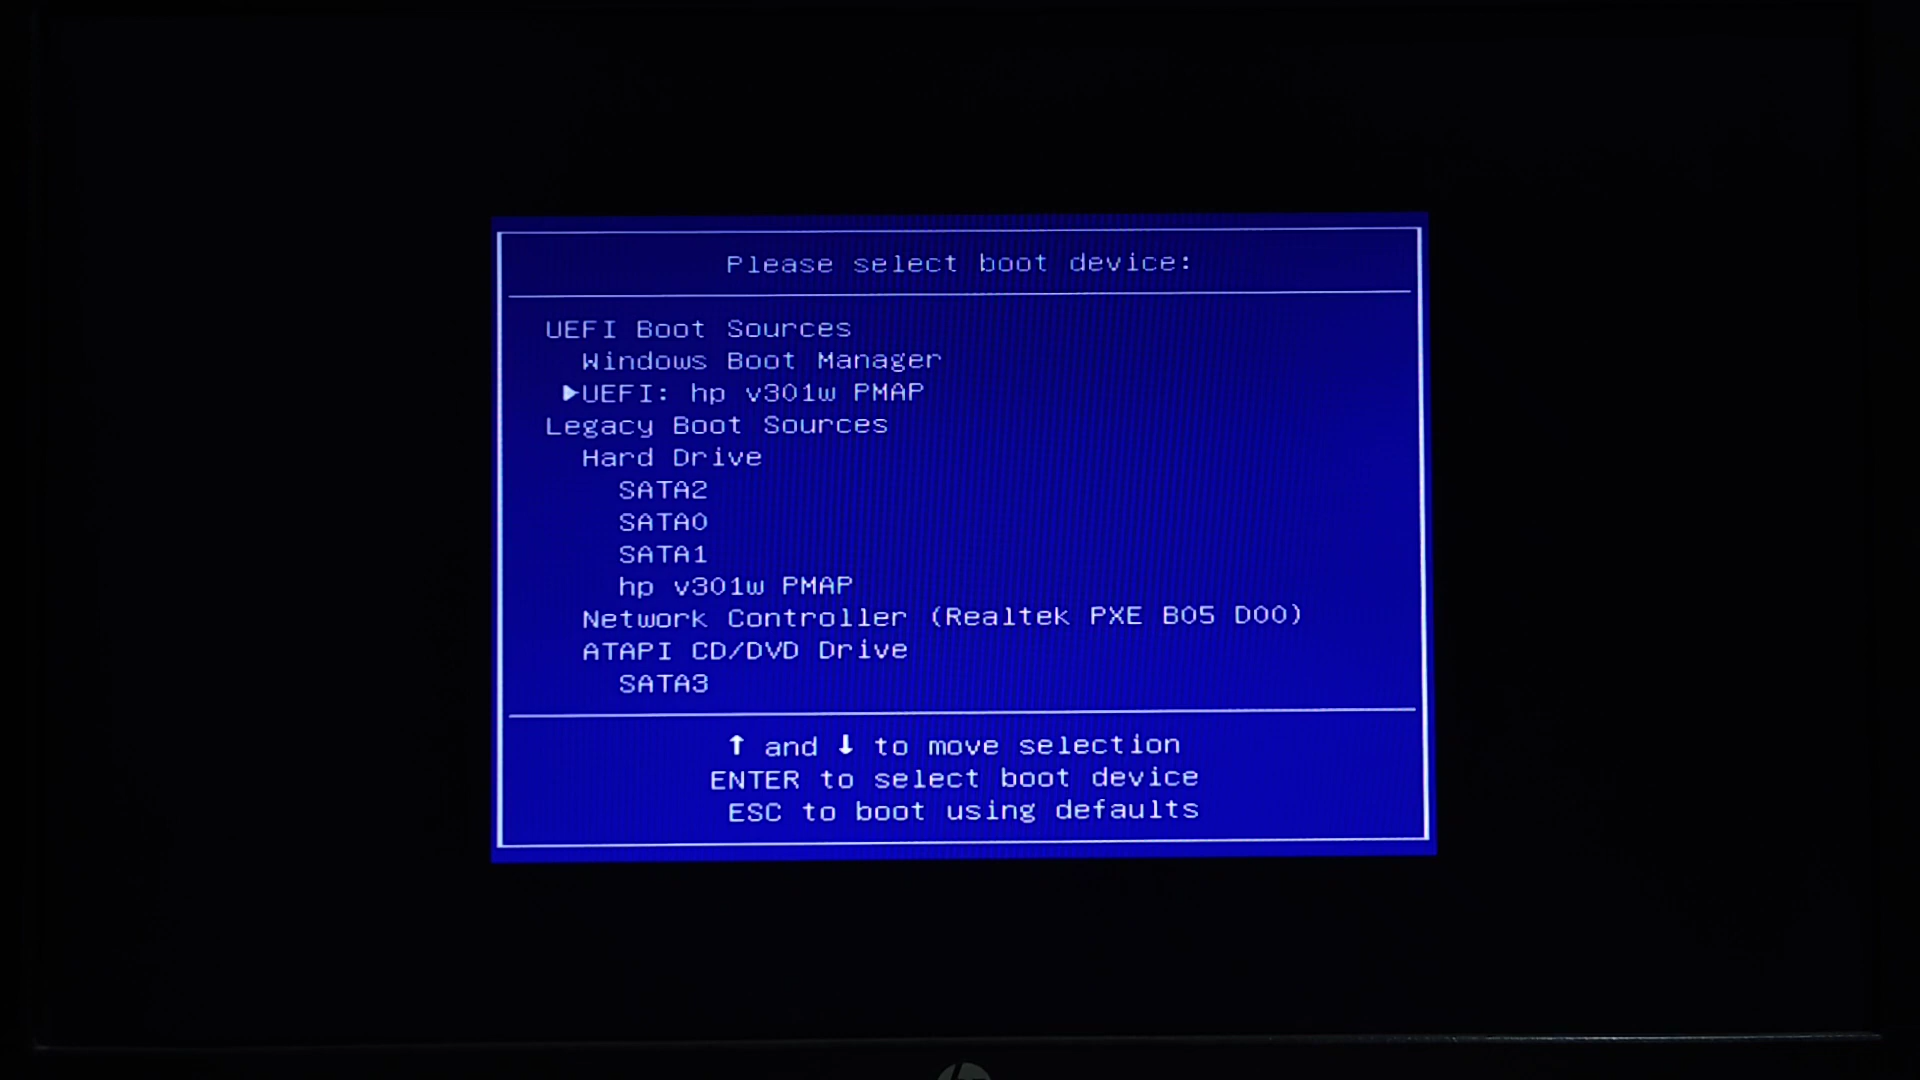 Please select boot device:
UEFI Boot Sources
Windows Boot Manager
▶UEFI: hp v301w PMAP
Legacy Boot Sources
Hard Drive
SATA2
SATA0
SATA1
hp v301w PMAP
Network Controller (Realtek PXE B05 D00)
ATAPI CD/DVD Drive
SATA3
↑ and ↓ to move selection
ENTER to select boot device
ESC to boot using defaults